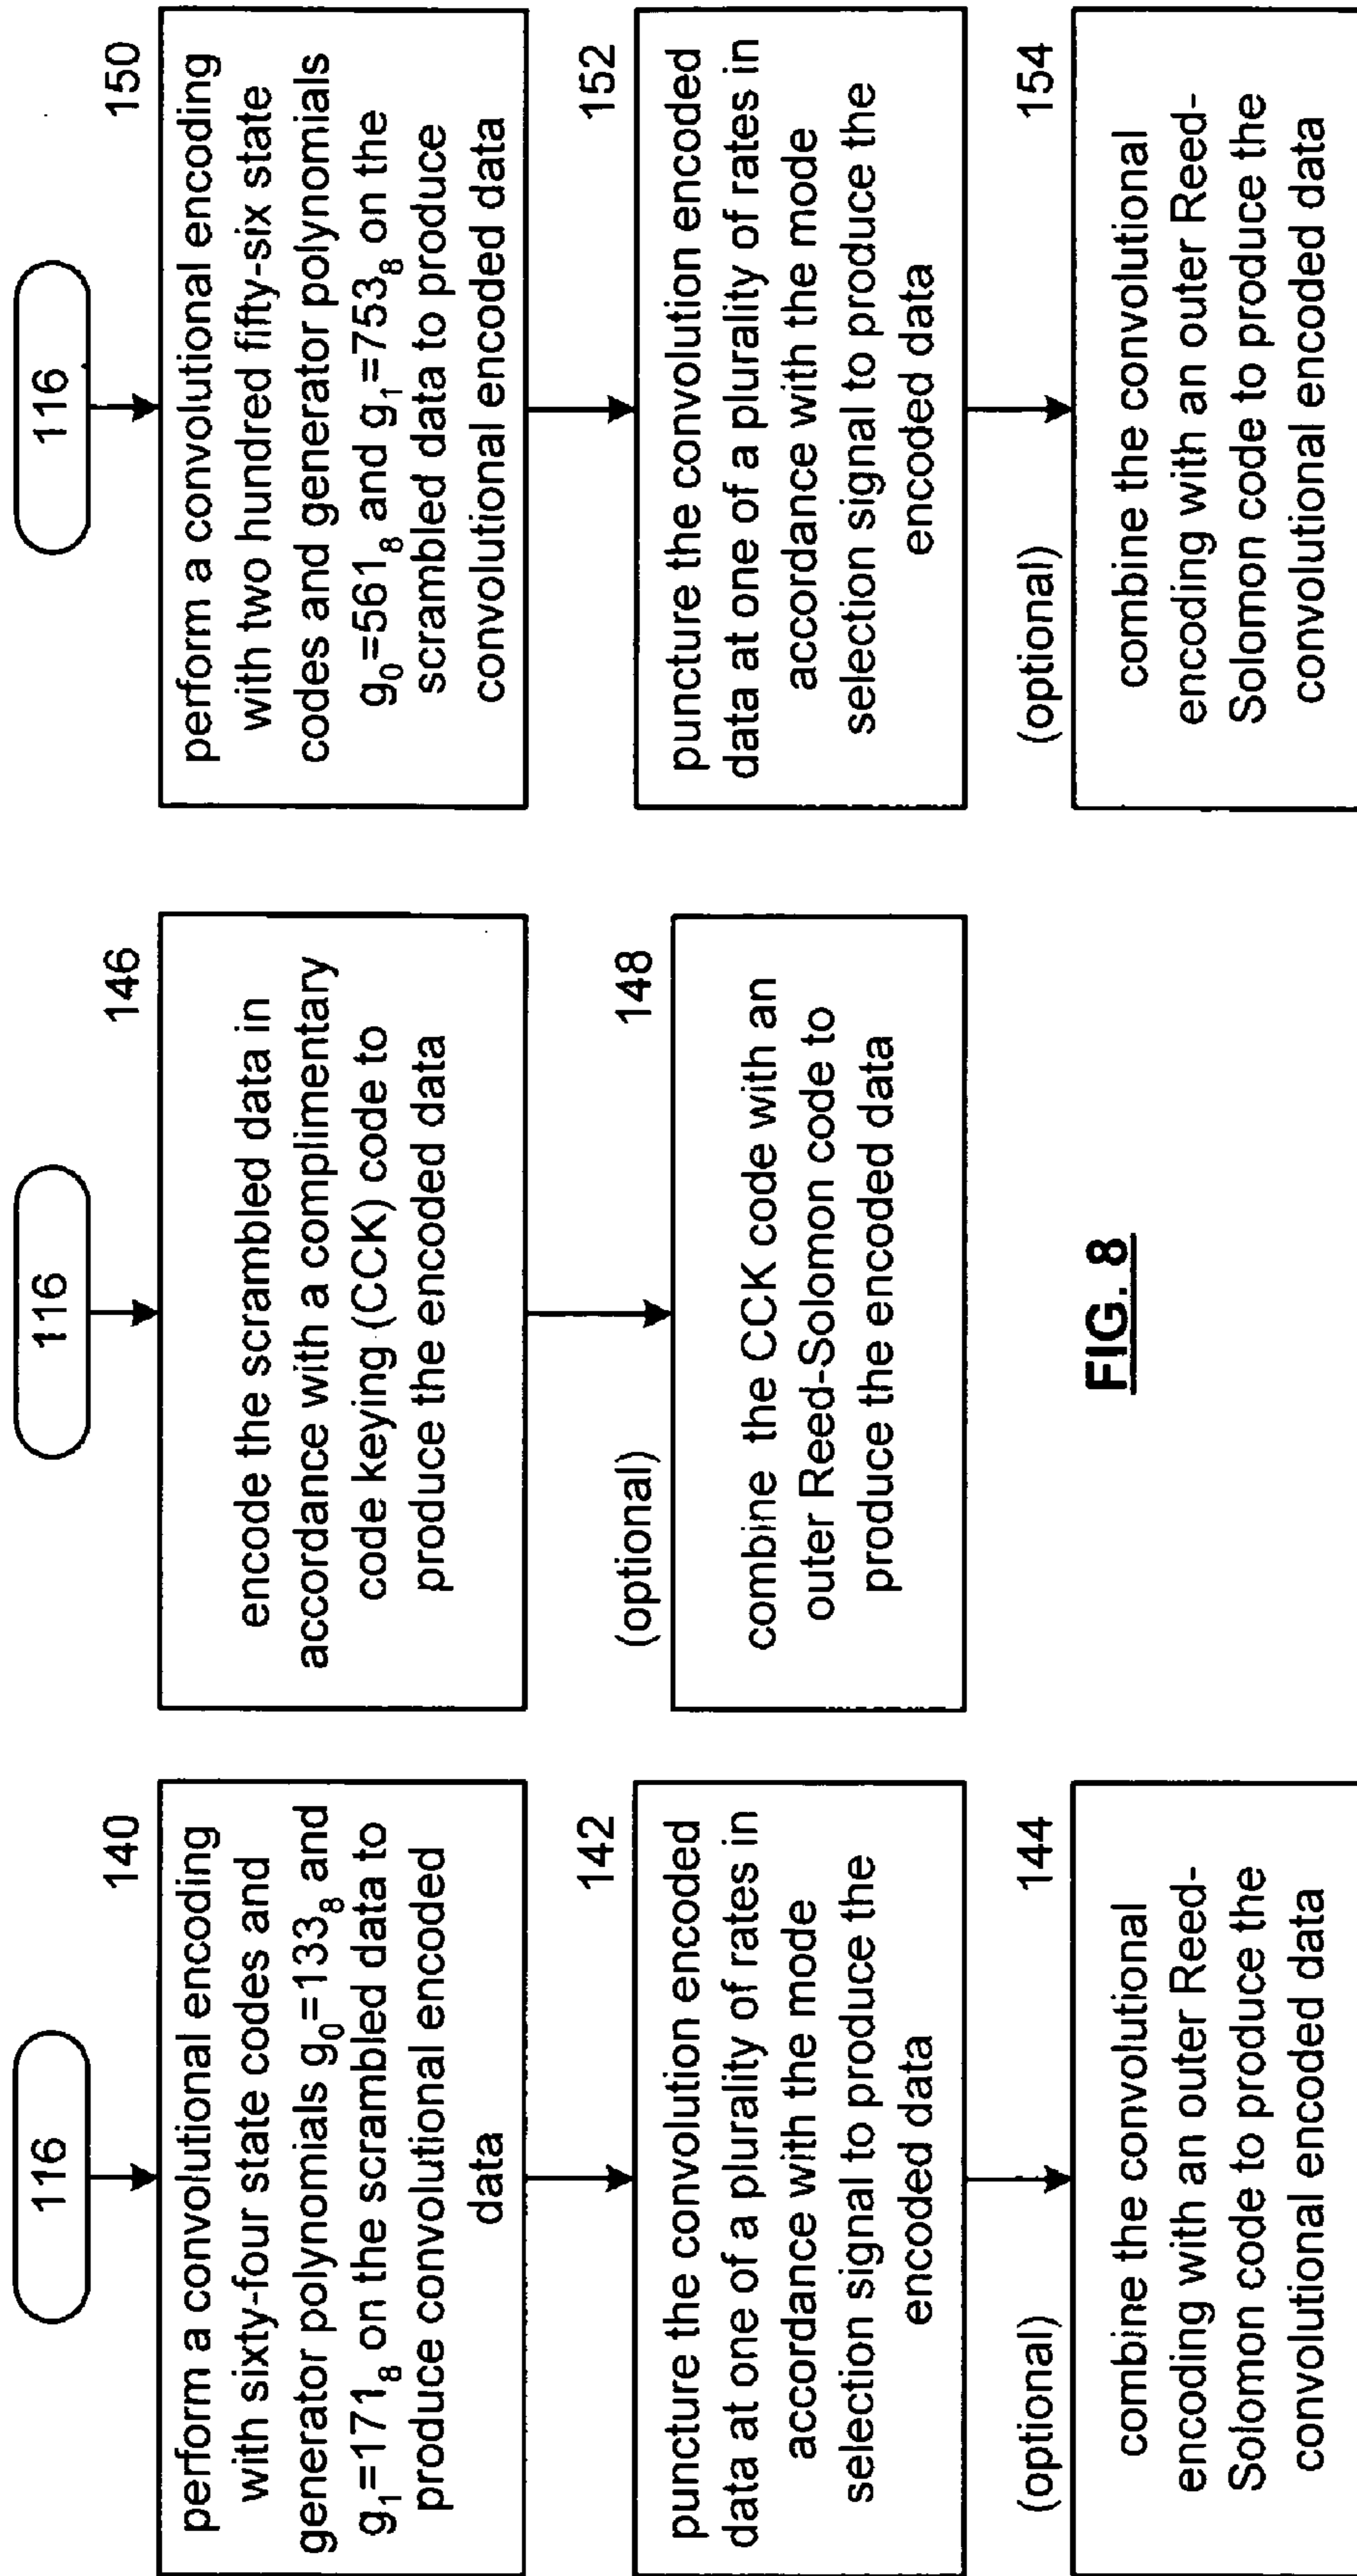 116
140
perform a convolutional encoding
with sixty-four state codes and
generator polynomials g₀=133₈ and
g₁=171₈ on the scrambled data to
produce convolutional encoded
data
142
puncture the convolution encoded
data at one of a plurality of rates in
accordance with the mode
selection signal to produce the
encoded data
(optional)
144
combine the convolutional
encoding with an outer Reed-
Solomon code to produce the
convolutional encoded data
116
146
encode the scrambled data in
accordance with a complimentary
code keying (CCK) code to
produce the encoded data
(optional)
148
combine the CCK code with an
outer Reed-Solomon code to
produce the encoded data
116
150
perform a convolutional encoding
with two hundred fifty-six state
codes and generator polynomials
g₀=561₈ and g₁=753₈ on the
scrambled data to produce
convolutional encoded data
152
puncture the convolution encoded
data at one of a plurality of rates in
accordance with the mode
selection signal to produce the
encoded data
(optional)
154
combine the convolutional
encoding with an outer Reed-
Solomon code to produce the
convolutional encoded data
FIG. 8